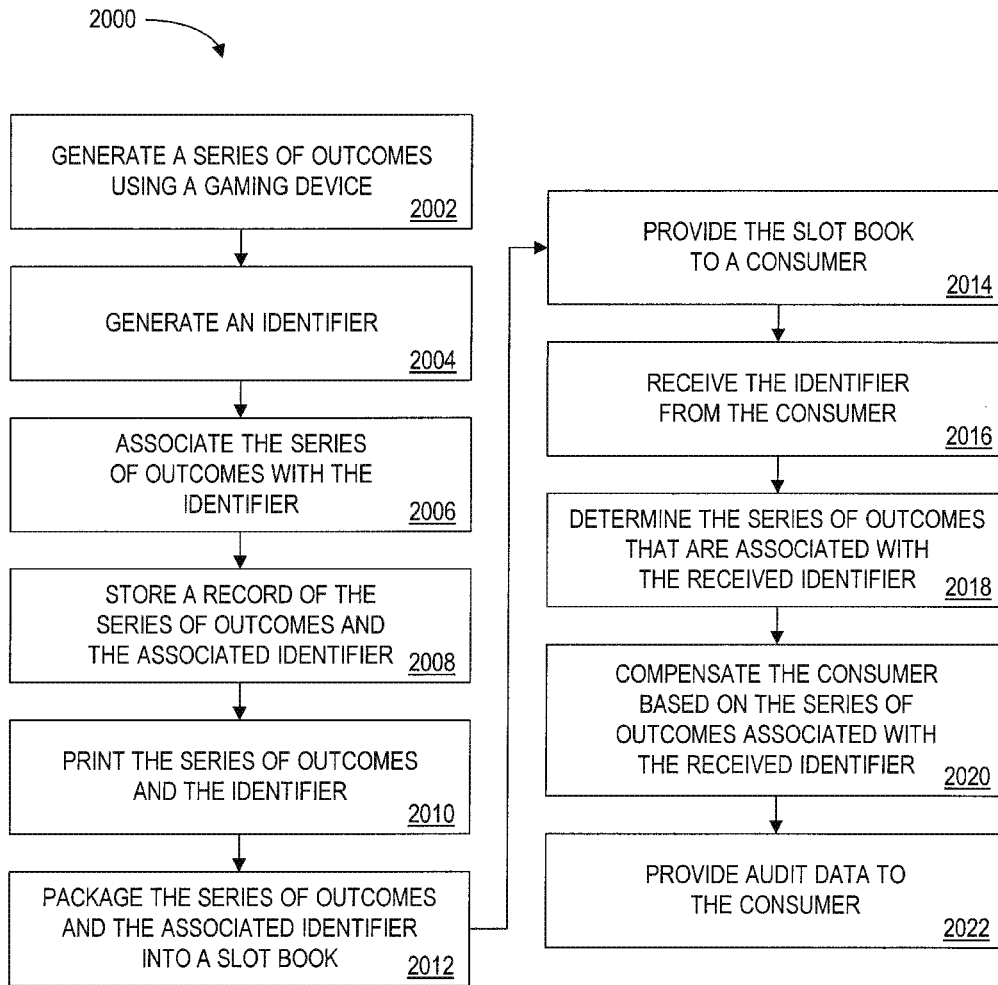 2000
GENERATE A SERIES OF OUTCOMES
USING A GAMING DEVICE
2002
GENERATE AN IDENTIFIER
2004
ASSOCIATE THE SERIES
OF OUTCOMES WITH THE
IDENTIFIER
2006
STORE A RECORD OF THE
SERIES OF OUTCOMES AND
THE ASSOCIATED IDENTIFIER
2008
PRINT THE SERIES OF OUTCOMES
AND THE IDENTIFIER
2010
PACKAGE THE SERIES OF OUTCOMES
AND THE ASSOCIATED IDENTIFIER
INTO A SLOT BOOK
2012
PROVIDE THE SLOT BOOK
TO A CONSUMER
2014
RECEIVE THE IDENTIFIER
FROM THE CONSUMER
2016
DETERMINE THE SERIES OF OUTCOMES
THAT ARE ASSOCIATED WITH
THE RECEIVED IDENTIFIER
2018
COMPENSATE THE CONSUMER
BASED ON THE SERIES OF
OUTCOMES ASSOCIATED WITH
THE RECEIVED IDENTIFIER
2020
PROVIDE AUDIT DATA TO
THE CONSUMER
2022